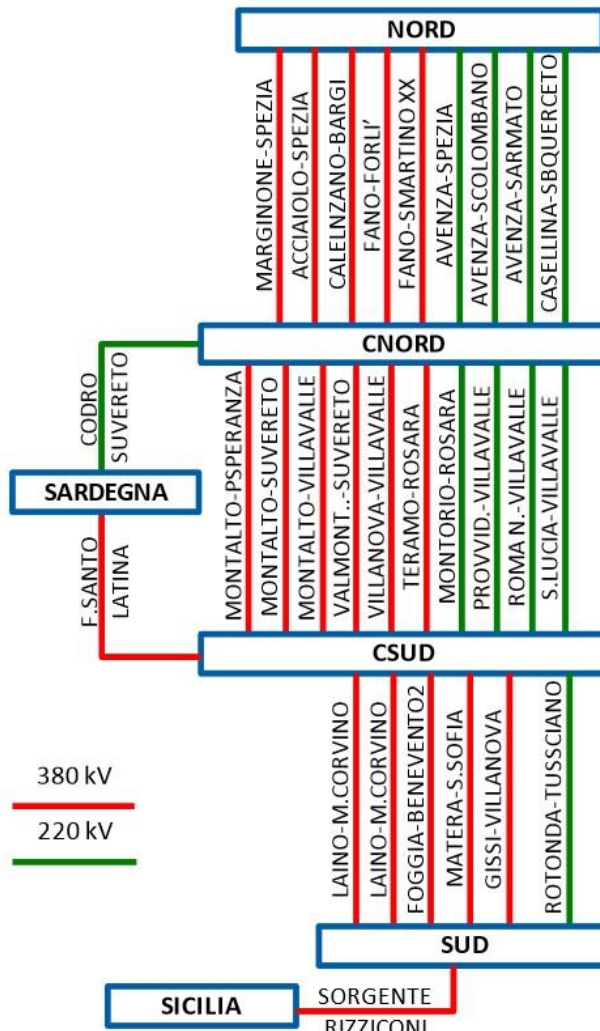 NORD
MARGINONE-SPEZIA
ACCIAIOLO-SPEZIA
CALELNZANO-BARGI
FANO-FORLI’
FANO-SMARTINO XX
AVENZA-SPEZIA
AVENZA-SCOLOMBANO
AVENZA-SARMATO
CASELLINA-SBQUERCETO
CNORD
CODRO
SUVERETO
SARDEGNA
F.SANTO
LATINA
MONTALTO-PSPERANZA
MONTALTO-SUVERETO
MONTALTO-VILLAVALLE
VALMONT..-SUVERETO
VILLANOVA-VILLAVALLE
TERAMO-ROSARA
MONTORIO-ROSARA
PROVVID.-VILLAVALLE
ROMA N.-VILLAVALLE
S.LUCIA-VILLAVALLE
CSUD
380 kV
220 kV
LAINO-M.CORVINO
LAINO-M.CORVINO
FOGGIA-BENEVENTO2
MATERA-S.SOFIA
GISSI-VILLANOVA
ROTONDA-TUSSCIANO
SUD
SICILIA
SORGENTE
RIZZICONI